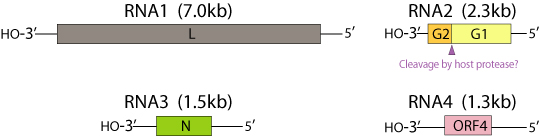 RNA1 (7.0kb)
HO-3′ L 5′
RNA2 (2.3kb)
HO-3′ G2 G1 5′
Cleavage by host protease?
RNA3 (1.5kb)
HO-3′ N 5′
RNA4 (1.3kb)
HO-3′ ORF4 5′